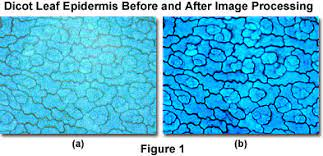 Dicot Leaf Epidermis Before and After Image Processing
(a)
(b)
Figure 1